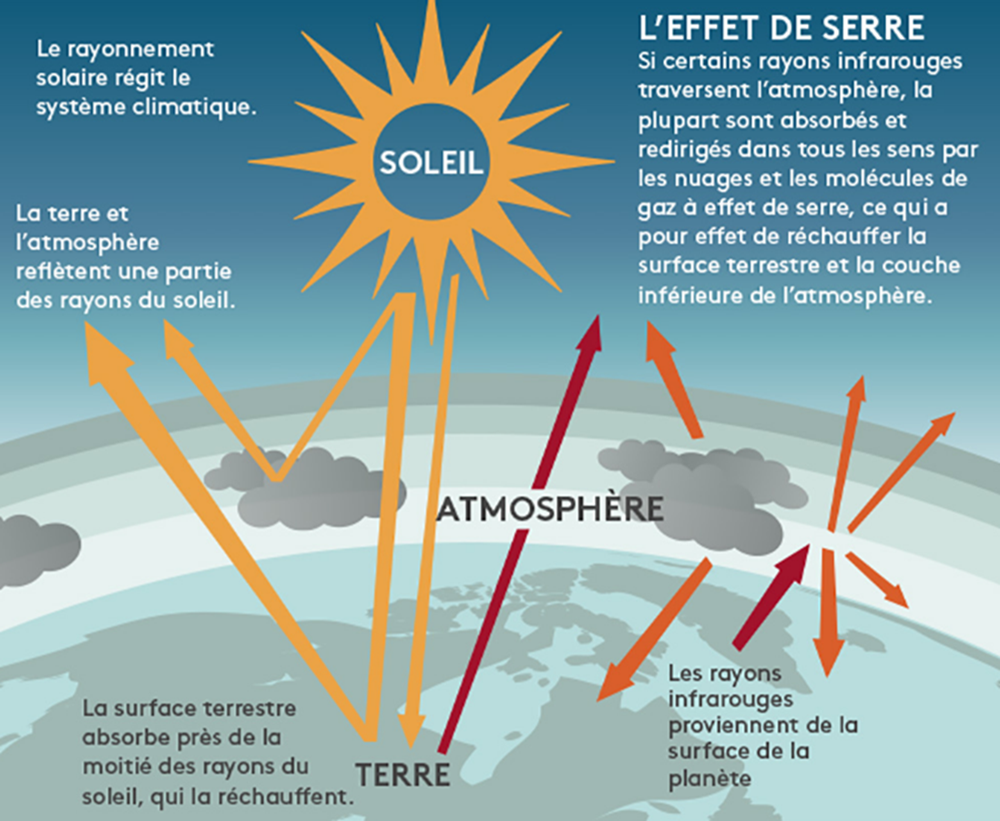 Le rayonnement
solaire régit le
système climatique.
SOLEIL
L'EFFET DE SERRE
Si certains rayons infrarouges
traversent l'atmosphère, la
plupart sont absorbés et
redirigés dans tous les sens par
les nuages et les molécules de
gaz à effet de serre, ce qui a
pour effet de réchauffer la
surface terrestre et la couche
inférieure de l'atmosphère.
La terre et
l'atmosphère
reflètent une partie
des rayons du soleil.
ATMOSPHÈRE
La surface terrestre
absorbe près de la
moitié des rayons du
soleil, qui la réchauffent.
TERRE
Les rayons
infrarouges
proviennent de la
surface de la
planète